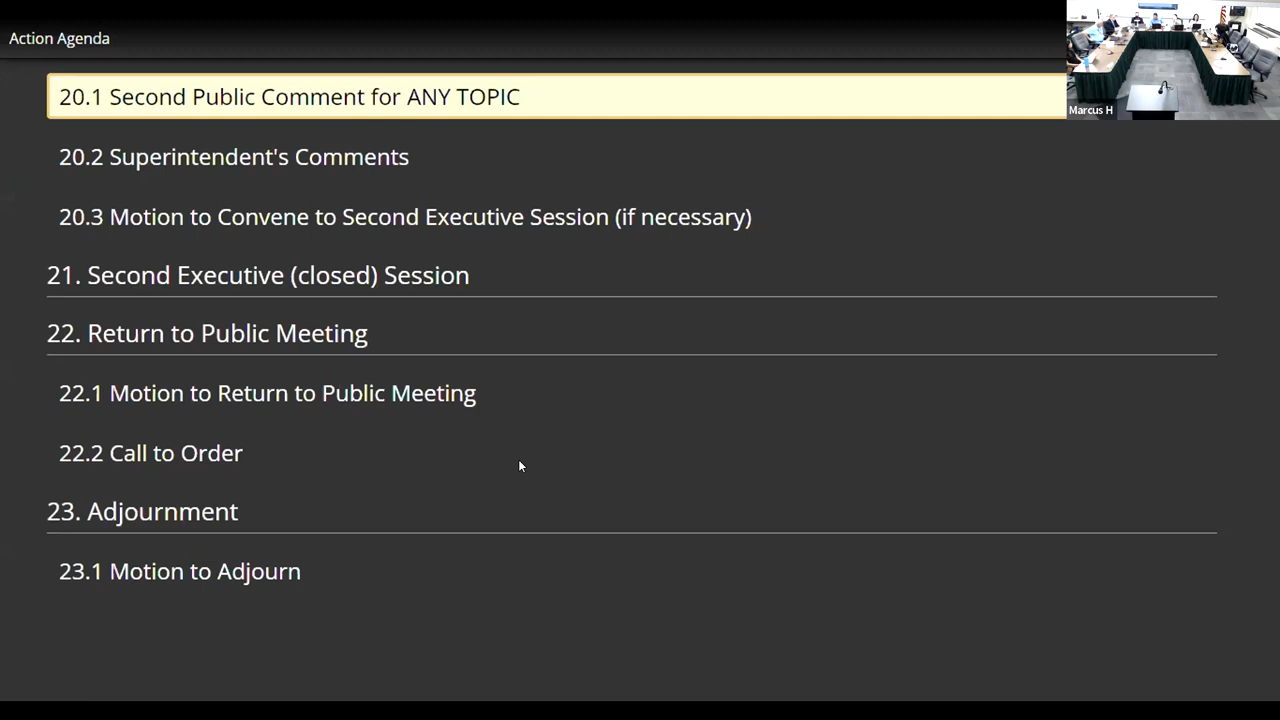 Action Agenda
20.1 Second Public Comment for ANY TOPIC
Marcus H
20.2 Superintendent's Comments
20.3 Motion to Convene to Second Executive Session (if necessary)
21. Second Executive (closed) Session
22. Return to Public Meeting
22.1 Motion to Return to Public Meeting
22.2 Call to Order
23. Adjournment
23.1 Motion to Adjourn